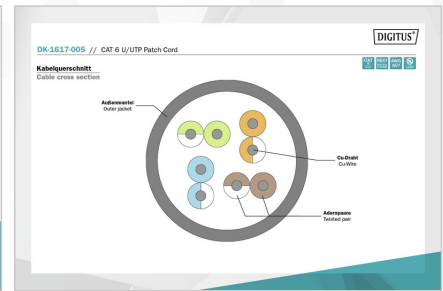 DIGITUS®
DK-1617-005 // CAT 6 U/UTP Patch Cord
Kabelquerschnitt
Cable cross section
Außenmantel
Outer jacket
Cu-Draht
Cu-Wire
Adernpaare
Twisted pair